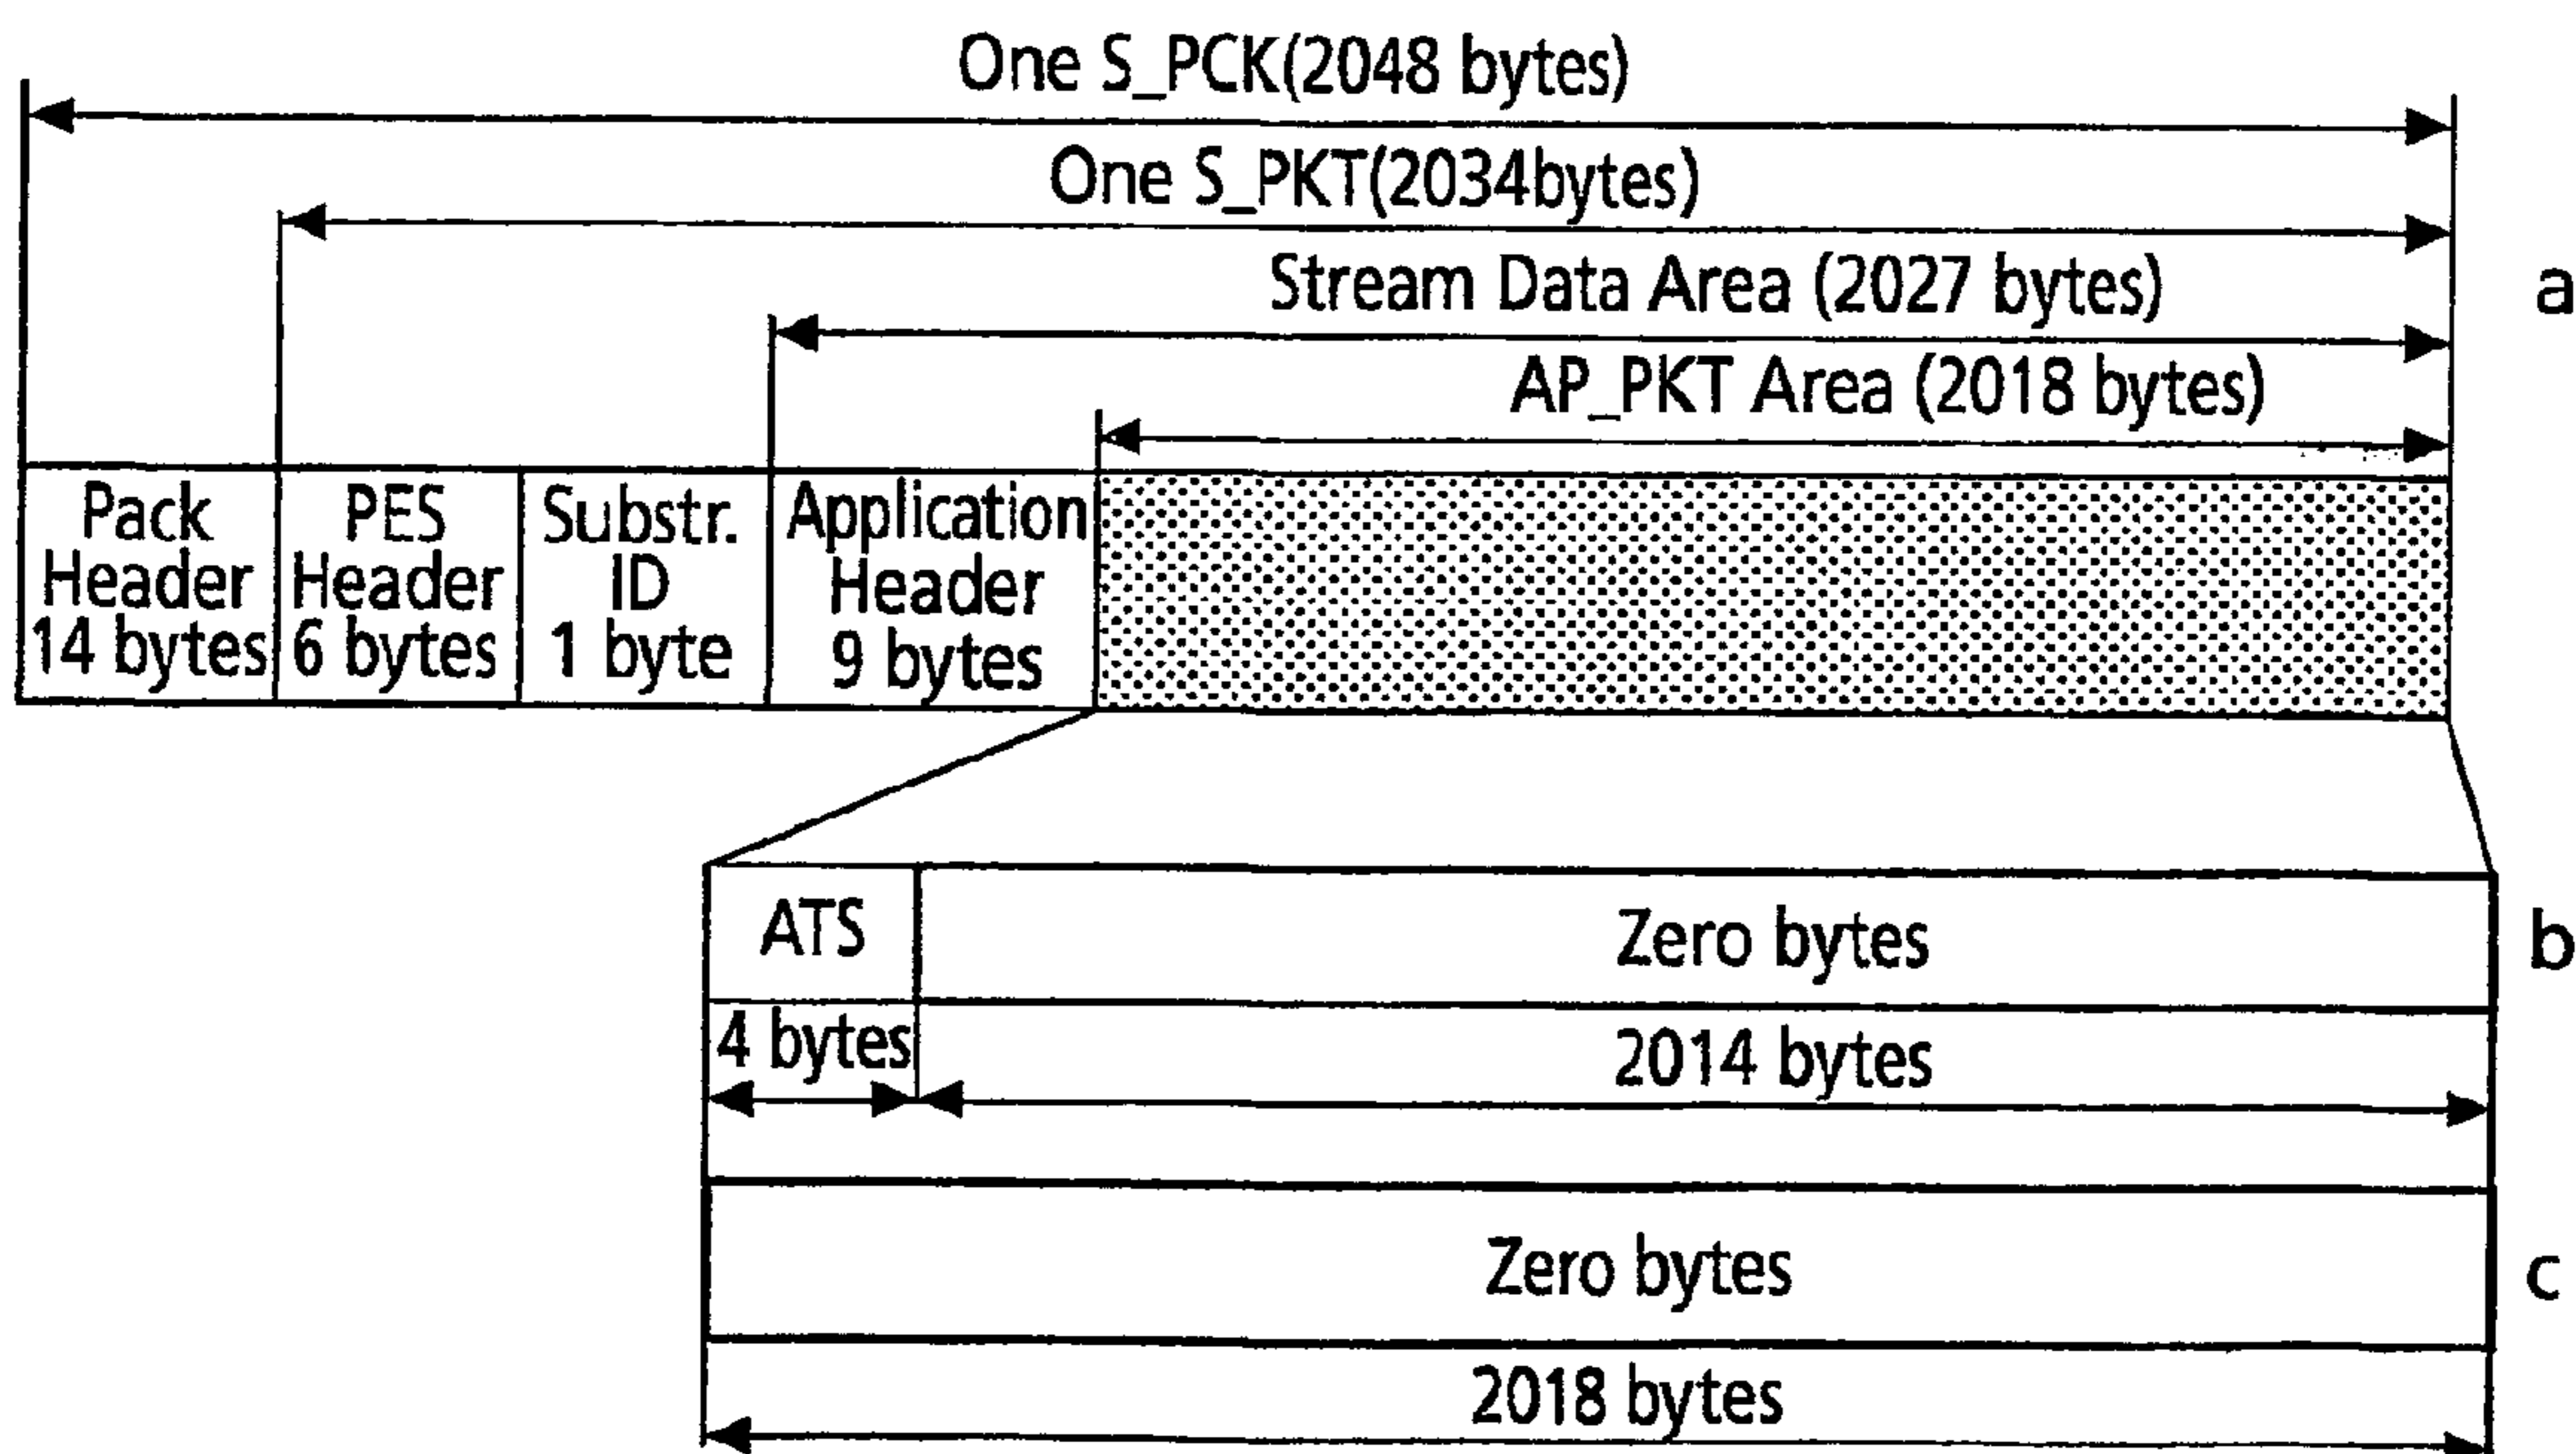 One S_PCK(2048 bytes)
One S_PKT(2034bytes)
Stream Data Area (2027 bytes)
a
AP_PKT Area (2018 bytes)
Pack
Header
14 bytes
PES
Header
6 bytes
Substr.
ID
1 byte
Application
Header
9 bytes
ATS
Zero bytes
b
4 bytes
2014 bytes
Zero bytes
c
2018 bytes